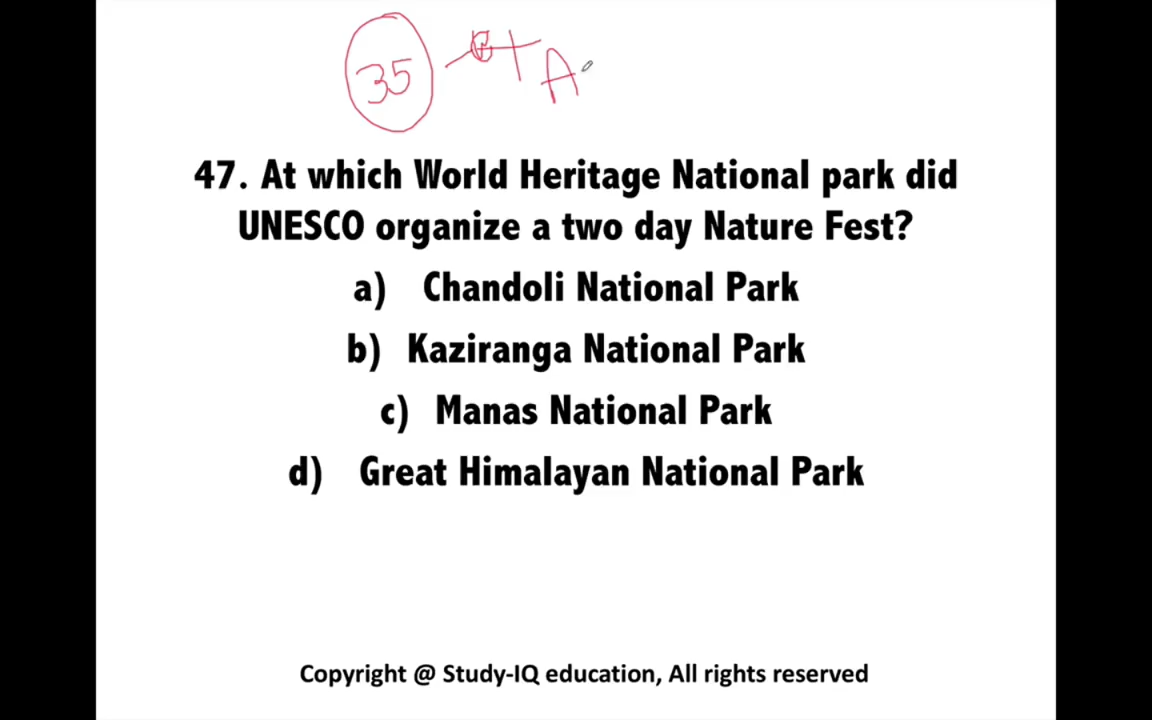 35 A
47. At which World Heritage National park did
UNESCO organize a two day Nature Fest?
a) Chandoli National Park
b) Kaziranga National Park
c) Manas National Park
d) Great Himalayan National Park
Copyright @ Study-IQ education, All rights reserved